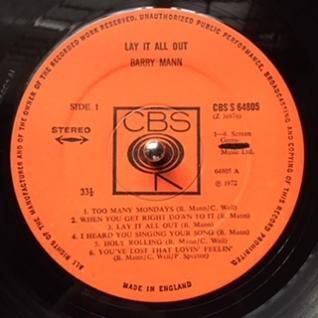 ALL RIGHTS OF THE MANUFACTURER AND OF THE OWNER OF THE RECORDED WORK RESERVED. UNAUTHORIZED PUBLIC PERFORMANCE, BROADCASTING AND COPYING OF THIS RECORD PROHIBITED
LAY IT ALL OUT
BARRY MANN
SIDE 1
CBS S 64805
STEREO
CBS
1-6. Screen
Music Ltd.
33⅓
64805 A
℗ 1972
1. TOO MANY MONDAYS (B. Mann/C. Weil)
2. WHEN YOU GET RIGHT DOWN TO IT (B. Mann)
3. LAY IT ALL OUT (B. Mann)
4. I HEARD YOU SINGING YOUR SONG (B. Mann)
5. HOLY ROLLING (B. Mann/C. Weil)
6. YOU'VE LOST THAT LOVIN' FEELIN'
(B. Mann/C. Weil/P. Spector)
MADE IN ENGLAND